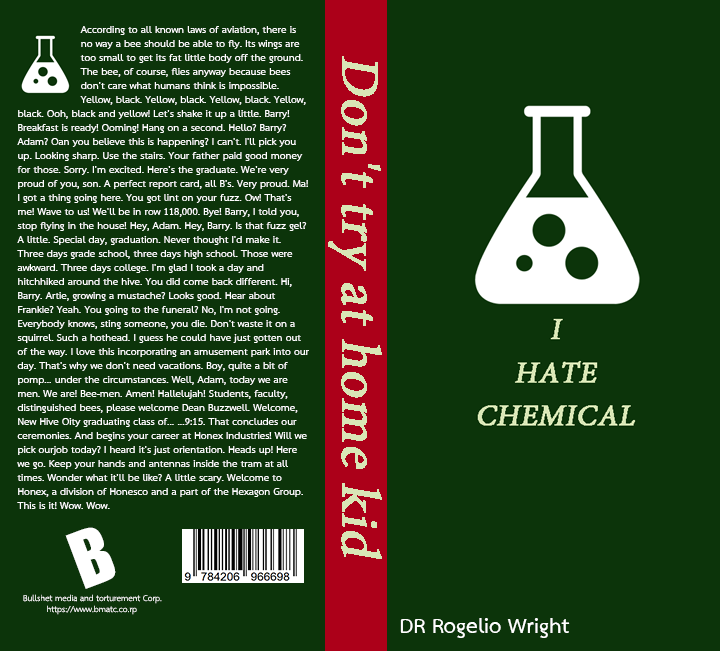 According to all known laws of aviation, there is
no way a bee should be able to fly. Its wings are
too small to get its fat little body off the ground.
The bee, of course, flies anyway because bees
don't care what humans think is impossible.
Yellow, black. Yellow, black. Yellow, black. Yellow,
black. Ooh, black and yellow! Let's shake it up a little. Barry!
Breakfast is ready! Ooming! Hang on a second. Hello? Barry?
Adam? Oan you believe this is happening? I can't. I'll pick you
up. Looking sharp. Use the stairs. Your father paid good money
for those. Sorry. I'm excited. Here's the graduate. We're very
proud of you, son. A perfect report card, all B's. Very proud. Ma!
I got a thing going here. You got lint on your fuzz. Ow! That's
me! Wave to us! We'll be in row 118,000. Bye! Barry, I told you,
stop flying in the house! Hey, Adam. Hey, Barry. Is that fuzz gel?
A little. Special day, graduation. Never thought I'd make it.
Three days grade school, three days high school. Those were
awkward. Three days college. I'm glad I took a day and
hitchhiked around the hive. You did come back different. Hi,
Barry. Artie, growing a mustache? Looks good. Hear about
Frankie? Yeah. You going to the funeral? No, I'm not going.
Everybody knows, sting someone, you die. Don't waste it on a
squirrel. Such a hothead. I guess he could have just gotten out
of the way. I love this incorporating an amusement park into our
day. That's why we don't need vacations. Boy, quite a bit of
pomp... under the circumstances. Well, Adam, today we are
men. We are! Bee-men. Amen! Hallelujah! Students, faculty,
distinguished bees, please welcome Dean Buzzwell. Welcome,
New Hive Oity graduating class of... ...9:15. That concludes our
ceremonies. And begins your career at Honex Industries! Will we
pick ourjob today? I heard it's just orientation. Heads up! Here
we go. Keep your hands and antennas inside the tram at all
times. Wonder what it'll be like? A little scary. Welcome to
Honex, a division of Honesco and a part of the Hexagon Group.
This is it! Wow. Wow.
B
Bullshet media and torturement Corp.
https://www.bmatc.co.rp
9 784206 966698
Don't try at home kid
I
HATE
CHEMICAL
DR Rogelio Wright